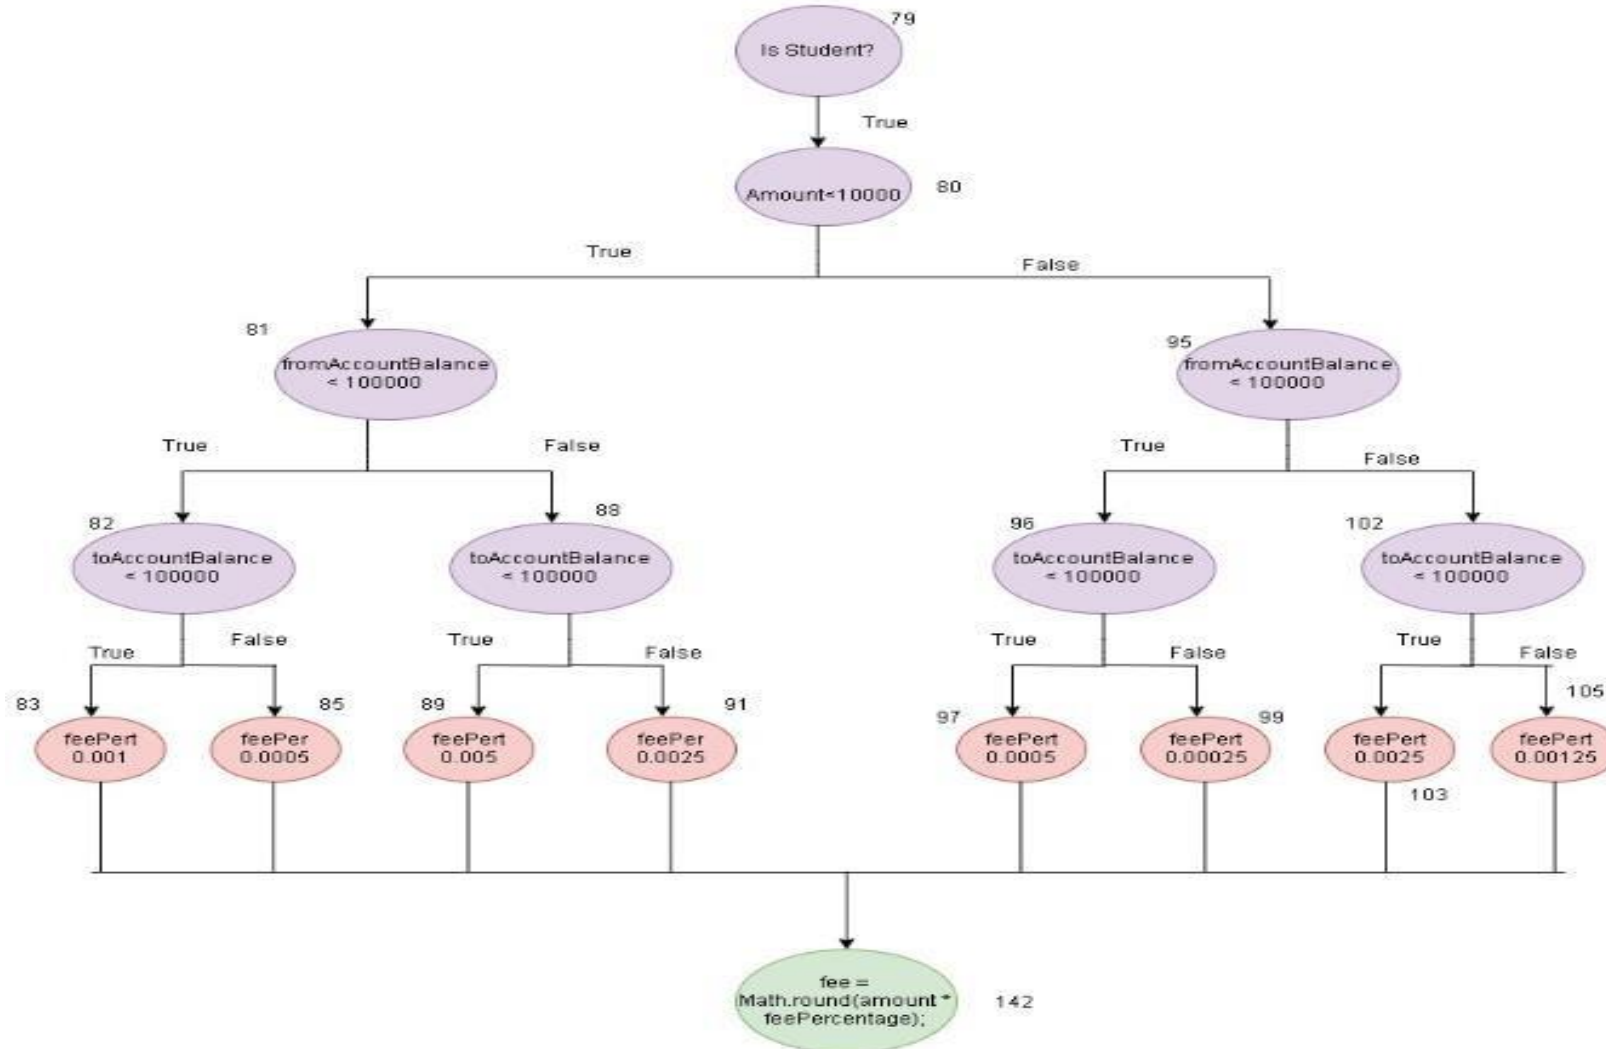 79
Is Student?
True
Amount<10000
80
True
False
81
fromAccountBalance
< 100000
95
fromAccountBalance
< 100000
True
False
True
False
82
toAccountBalance
< 100000
88
toAccountBalance
< 100000
96
toAccountBalance
< 100000
102
toAccountBalance
< 100000
True
False
True
False
True
False
True
False
83
feePert
0.001
85
feePer
0.0005
89
feePert
0.005
91
feePer
0.0025
97
feePert
0.0005
99
feePert
0.00025
feePert
0.0025
103
105
feePert
0.00125
fee =
Math.round(amount *
feePercentage);
142